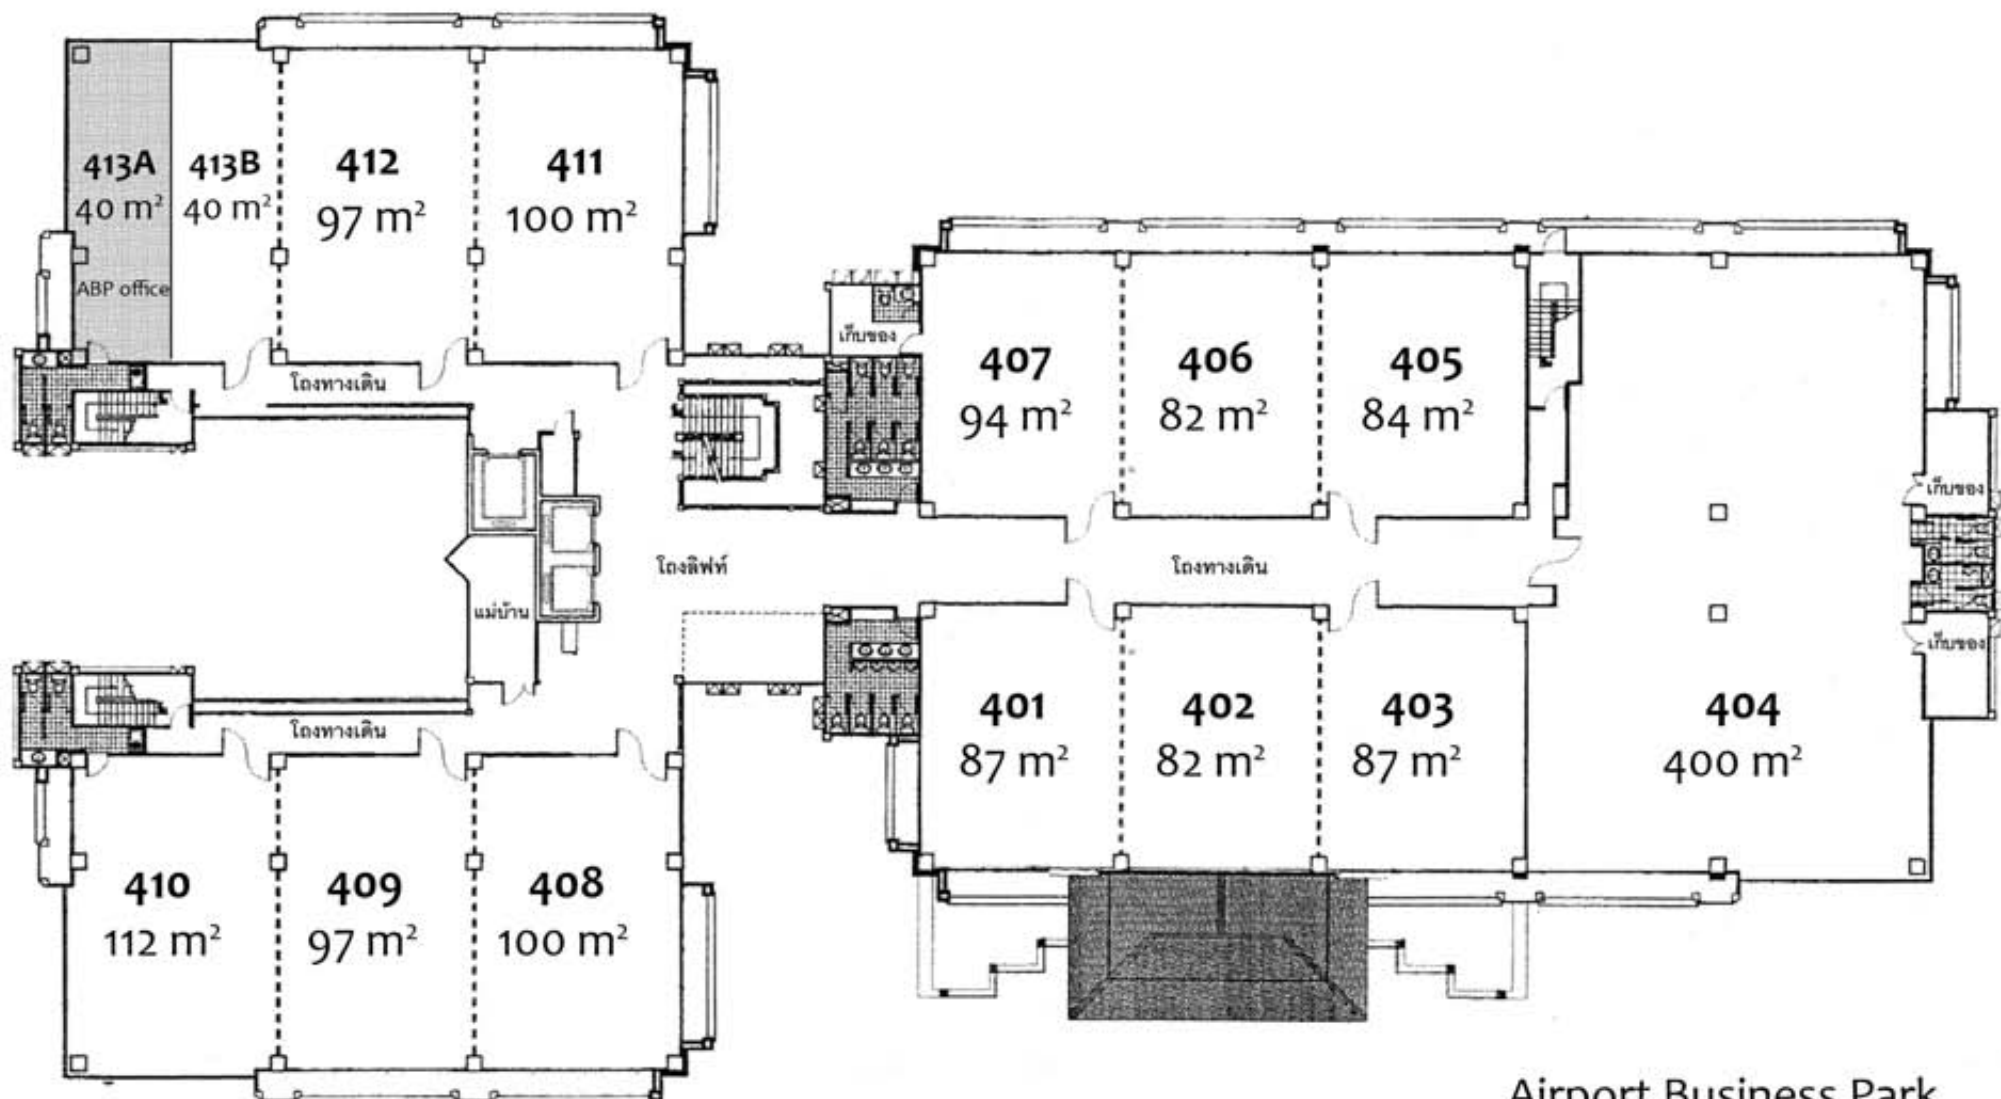 413A
40 m²
ABP office
413B
40 m²
412
97 m²
411
100 m²
โถงทางเดิน
เก็บของ
407
94 m²
406
82 m²
405
84 m²
เก็บของ
โถงลิฟท์
โถงทางเดิน
แม่บ้าน
เก็บของ
401
87 m²
402
82 m²
403
87 m²
404
400 m²
โถงทางเดิน
410
112 m²
409
97 m²
408
100 m²
Airport Business Park